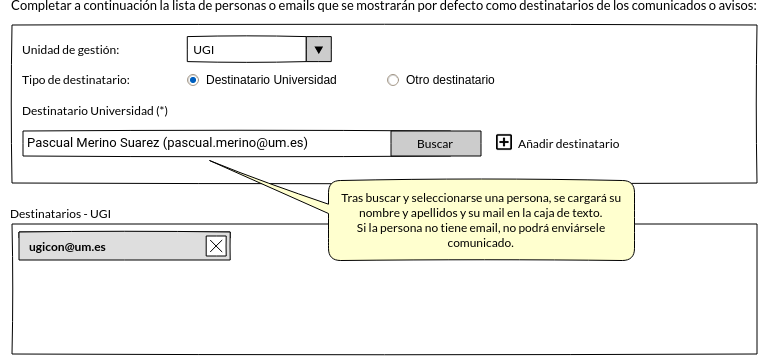 Completar a continuación la lista de personas o emails que se mostrarán por defecto como destinatarios de los comunicados o avisos:
Unidad de gestión: UGI
Tipo de destinatario: Destinatario Universidad Otro destinatario
Destinatario Universidad (*)
Pascual Merino Suarez (pascual.merino@um.es) Buscar Añadir destinatario
Tras buscar y seleccionarse una persona, se cargará su
nombre y apellidos y su mail en la caja de texto.
Si la persona no tiene email, no podrá enviársele
comunicado.
Destinatarios - UGI
ugicon@um.es